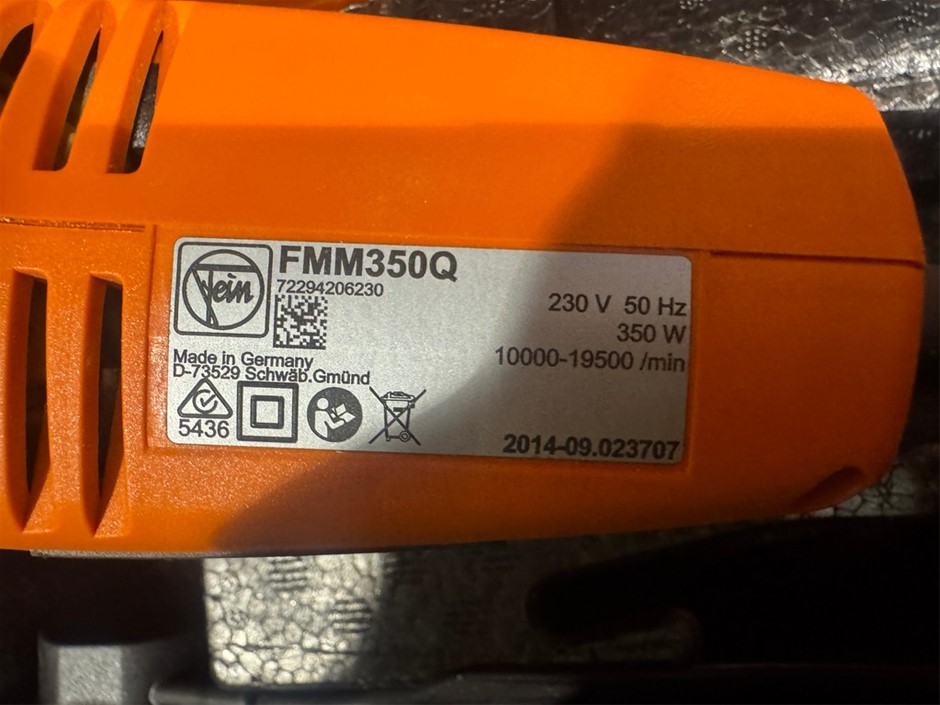 Fein
FMM350Q
72294206230
230 V 50 Hz
350 W
10000-19500 /min
Made in Germany
D-73529 Schwäb.Gmünd
5436
2014-09.023707